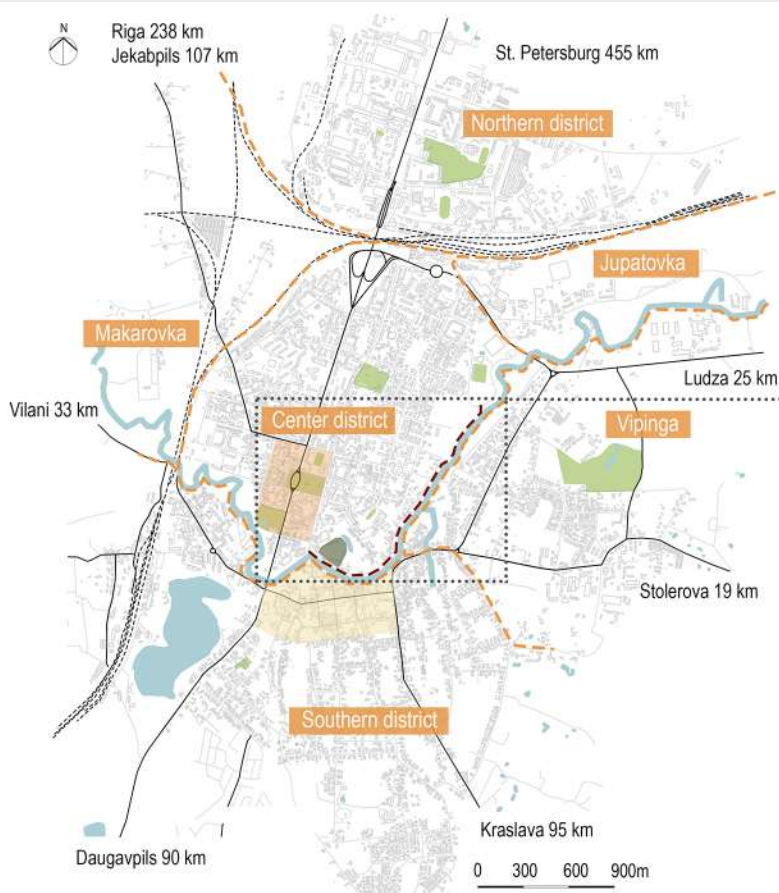 N
Riga 238 km
Jekabpils 107 km
St. Petersburg 455 km
Northern district
Jupatovka
Makarovka
Ludza 25 km
Vilani 33 km
Center district
Vipinga
Stolerova 19 km
Southern district
Kraslava 95 km
Daugavpils 90 km
0 300 600 900m